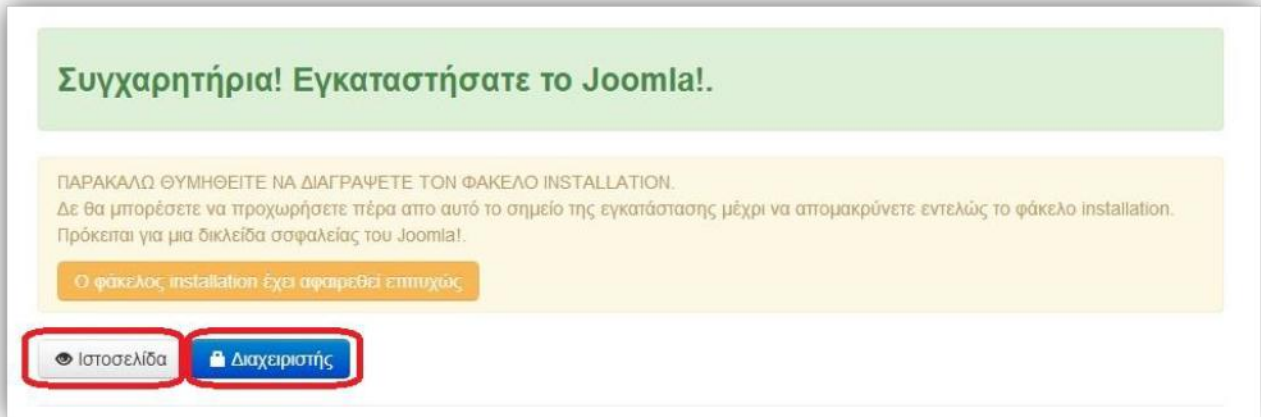 Συγχαρητήρια! Εγκαταστήσατε το Joomla!.
ΠΑΡΑΚΑΛΩ ΘΥΜΗΘΕΙΤΕ ΝΑ ΔΙΑΓΡΑΨΕΤΕ ΤΟΝ ΦΑΚΕΛΟ INSTALLATION.
Δε θα μπορέσετε να προχωρήσετε πέρα απο αυτό το σημείο της εγκατάστασης μέχρι να απομακρύνετε εντελώς το φάκελο installation.
Πρόκειται για μια δικλείδα σσφαλείας του Joomla!.
Ο φάκελος installation έχει αφαιρεθεί επιτυχώς
Ιστοσελίδα Διαχειριστής